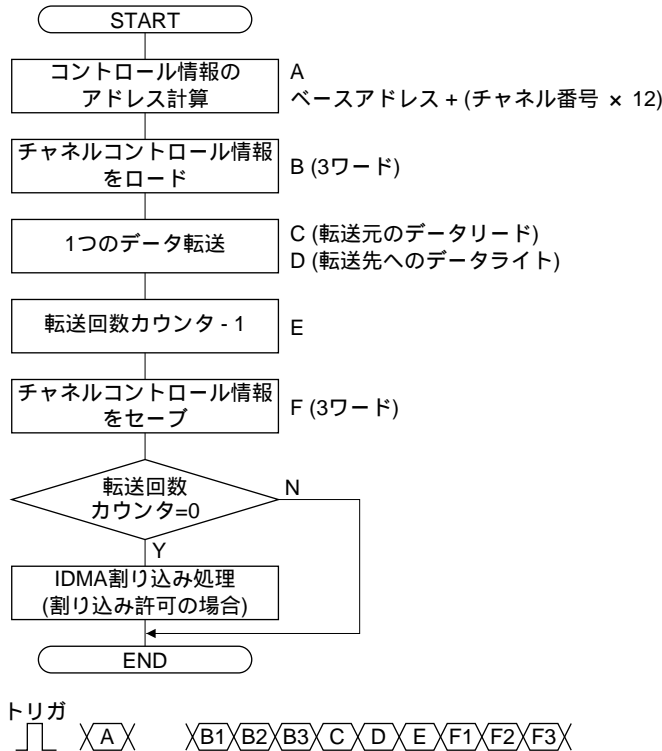 START
コントロール情報の
アドレス計算
A
ベースアドレス + (チャネル番号 × 12)
チャネルコントロール情報
をロード
B (3ワード)
1つのデータ転送
C (転送元のデータリード)
D (転送先へのデータライト)
転送回数カウンタ - 1
E
チャネルコントロール情報
をセーブ
F (3ワード)
転送回数
カウンタ=0
N
Y
IDMA割り込み処理
(割り込み許可の場合)
END
トリガ
A B1 B2 B3 C D E F1 F2 F3